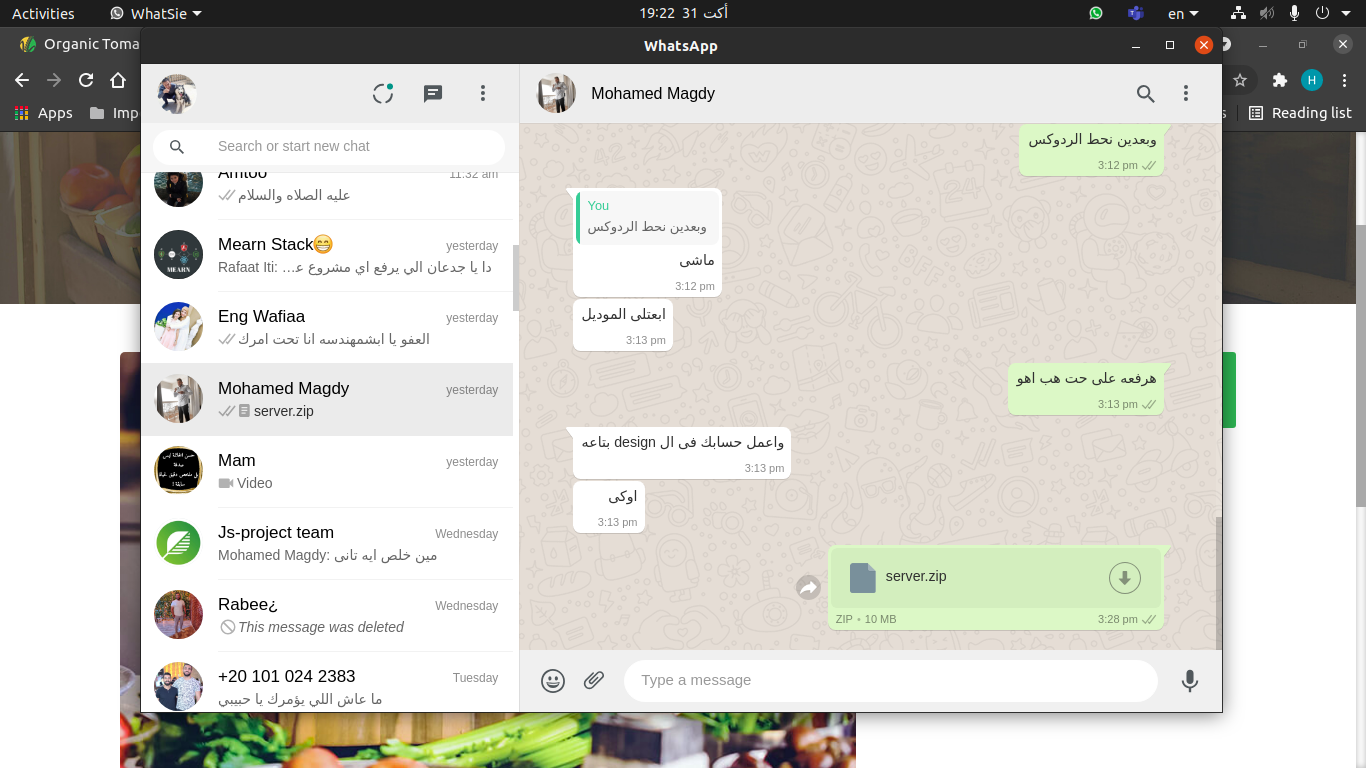 Activities
WhatSie
19:22 31 أكت
en
Organic Toma
WhatsApp
Apps
Imp
Reading list
H
Mohamed Magdy
Search or start new chat
Amtoo
11:32 am
عليه الصلاه والسلام
Mearn Stack😁
yesterday
Rafaat Iti: دا يا جدعان الي يرفع اي مشروع عـ…
MEARN
Eng Wafiaa
yesterday
العفو يا ابشمهندسه انا تحت امرك
Mohamed Magdy
yesterday
server.zip
Mam
yesterday
Video
Js-project team
Wednesday
Mohamed Magdy: مين خلص ايه تانى
Rabee¿
Wednesday
This message was deleted
+20 101 024 2383
Tuesday
ما عاش اللي يؤمرك يا حبيبي
وبعدين نحط الردوكس
3:12 pm
You
وبعدين نحط الردوكس
ماشى
3:12 pm
ابعتلى الموديل
3:13 pm
هرفعه على حت هب اهو
3:13 pm
واعمل حسابك فى ال design بتاعه
3:13 pm
اوكى
3:13 pm
server.zip
ZIP • 10 MB
3:28 pm
Type a message